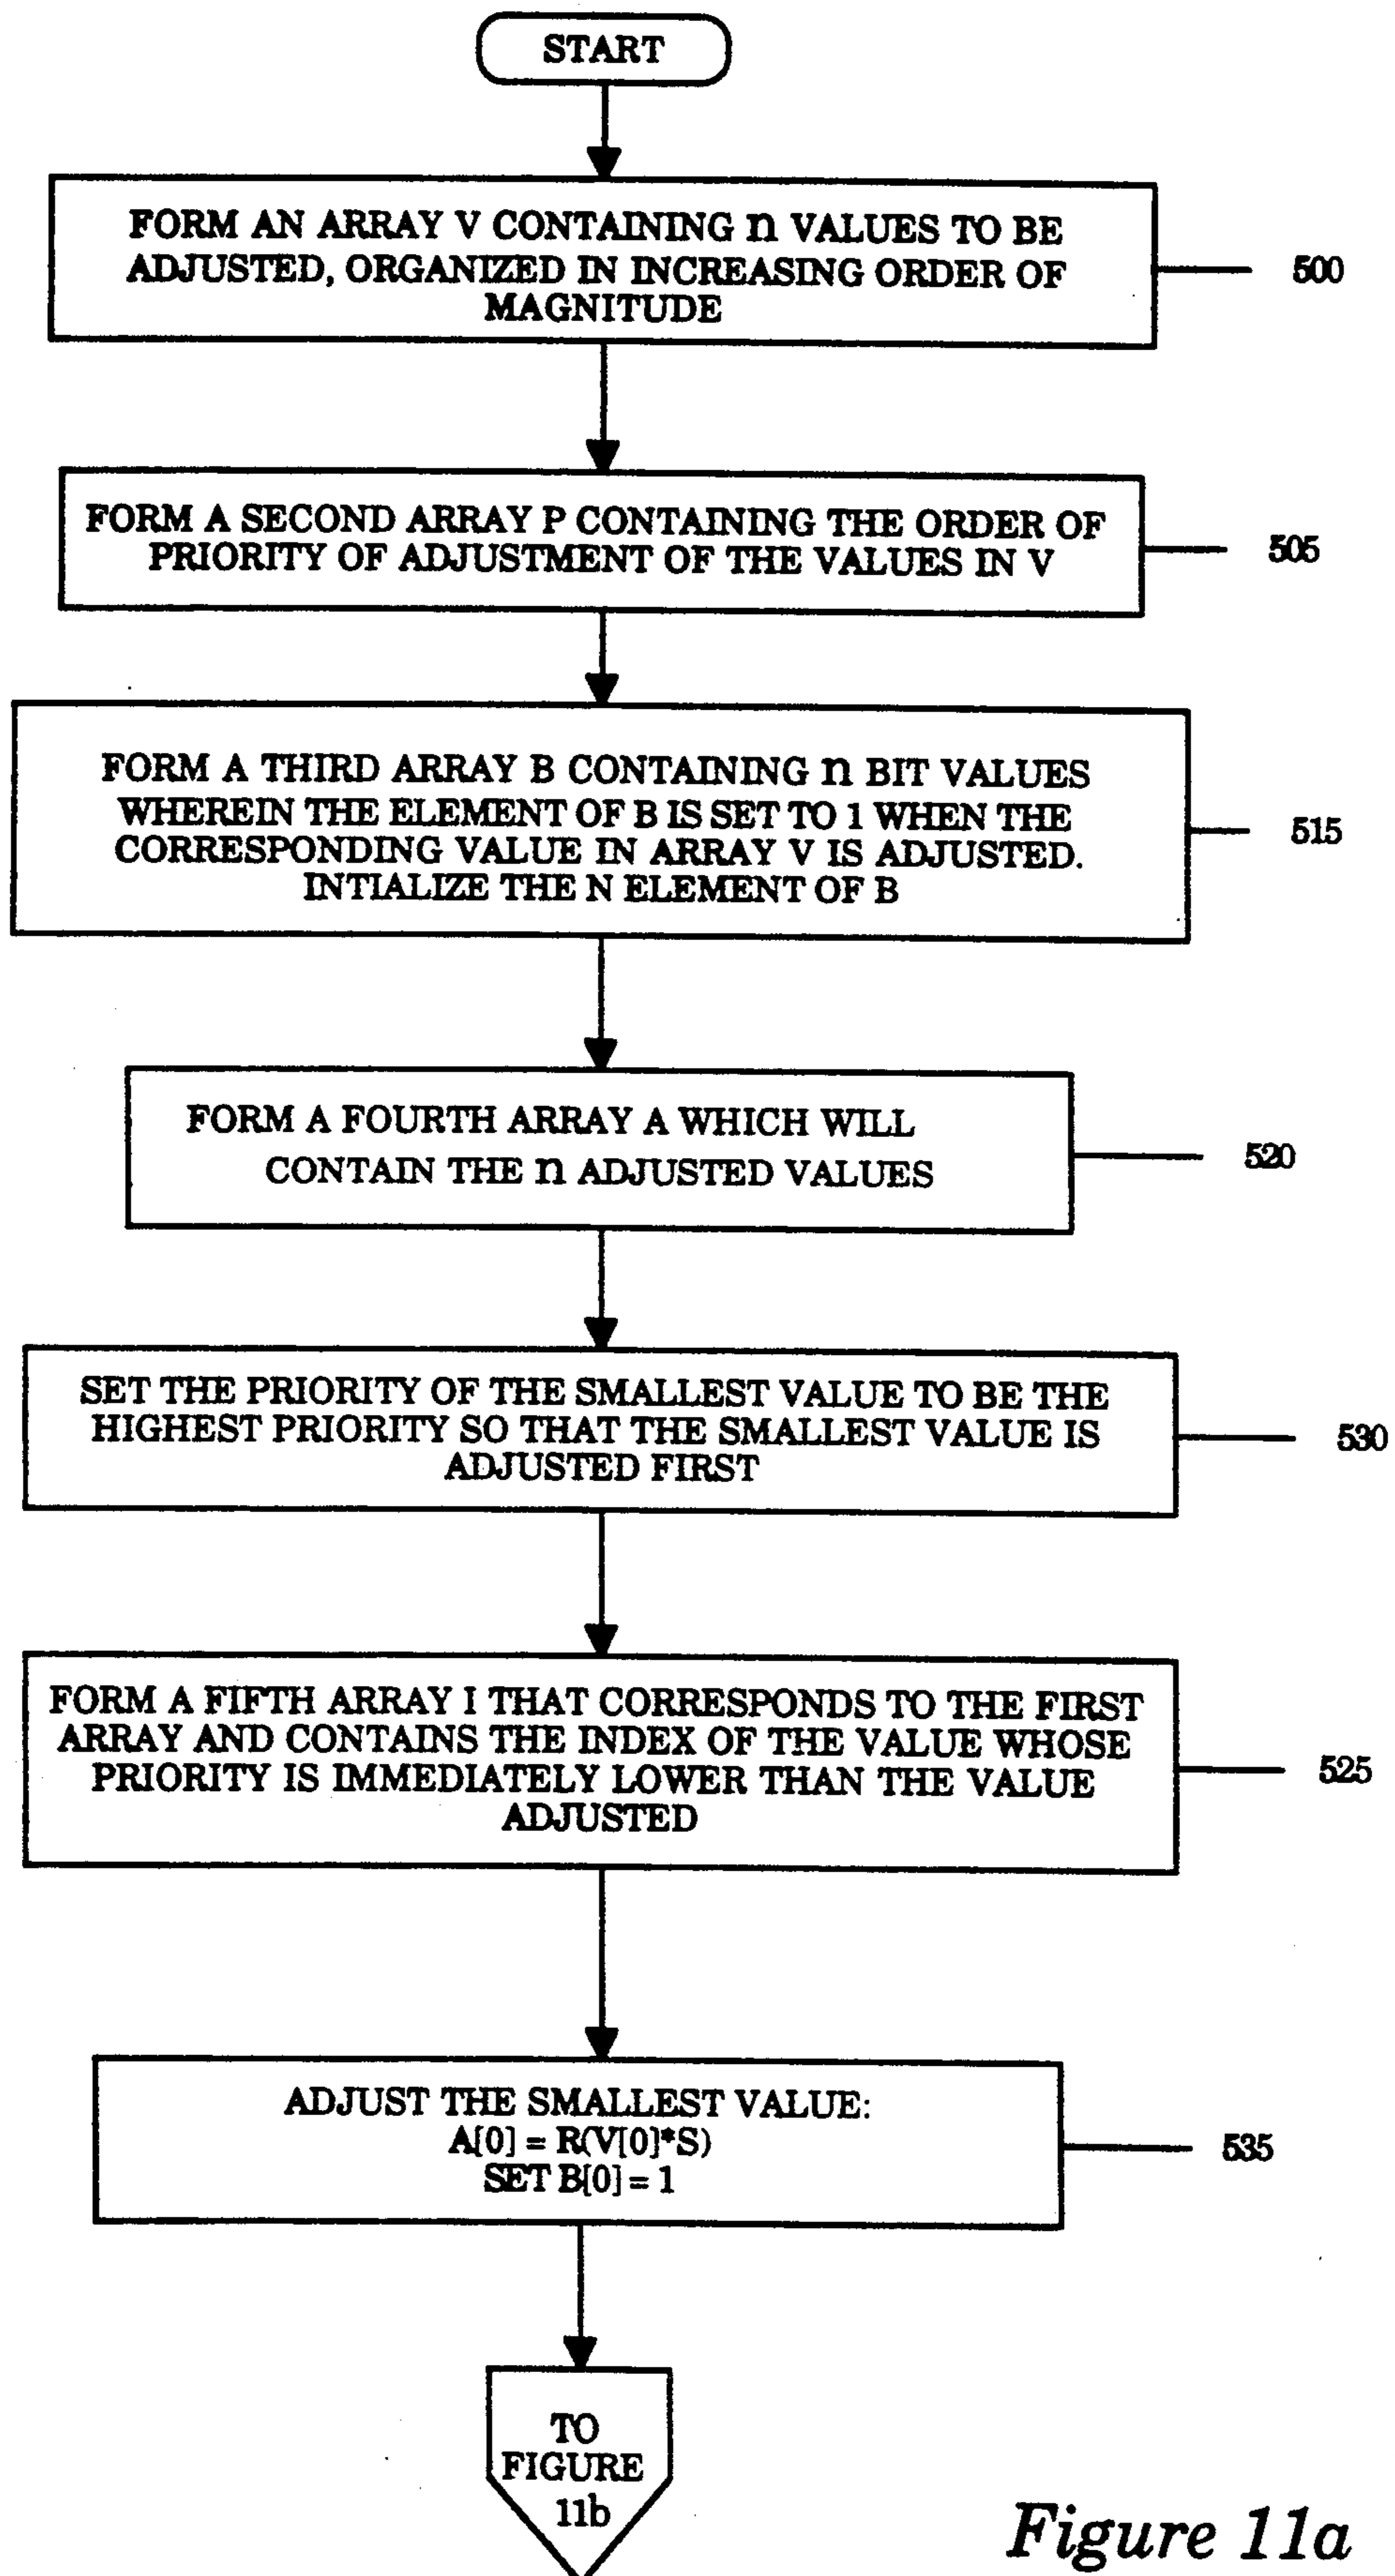 START
FORM AN ARRAY V CONTAINING n VALUES TO BE
ADJUSTED, ORGANIZED IN INCREASING ORDER OF
MAGNITUDE
500
FORM A SECOND ARRAY P CONTAINING THE ORDER OF
PRIORITY OF ADJUSTMENT OF THE VALUES IN V
505
FORM A THIRD ARRAY B CONTAINING n BIT VALUES
WHEREIN THE ELEMENT OF B IS SET TO 1 WHEN THE
CORRESPONDING VALUE IN ARRAY V IS ADJUSTED.
INTIALIZE THE N ELEMENT OF B
515
FORM A FOURTH ARRAY A WHICH WILL
CONTAIN THE n ADJUSTED VALUES
520
SET THE PRIORITY OF THE SMALLEST VALUE TO BE THE
HIGHEST PRIORITY SO THAT THE SMALLEST VALUE IS
ADJUSTED FIRST
530
FORM A FIFTH ARRAY I THAT CORRESPONDS TO THE FIRST
ARRAY AND CONTAINS THE INDEX OF THE VALUE WHOSE
PRIORITY IS IMMEDIATELY LOWER THAN THE VALUE
ADJUSTED
525
ADJUST THE SMALLEST VALUE:
A[0] = R(V[0]*S)
SET B[0] = 1
535
TO
FIGURE
11b
Figure 11a